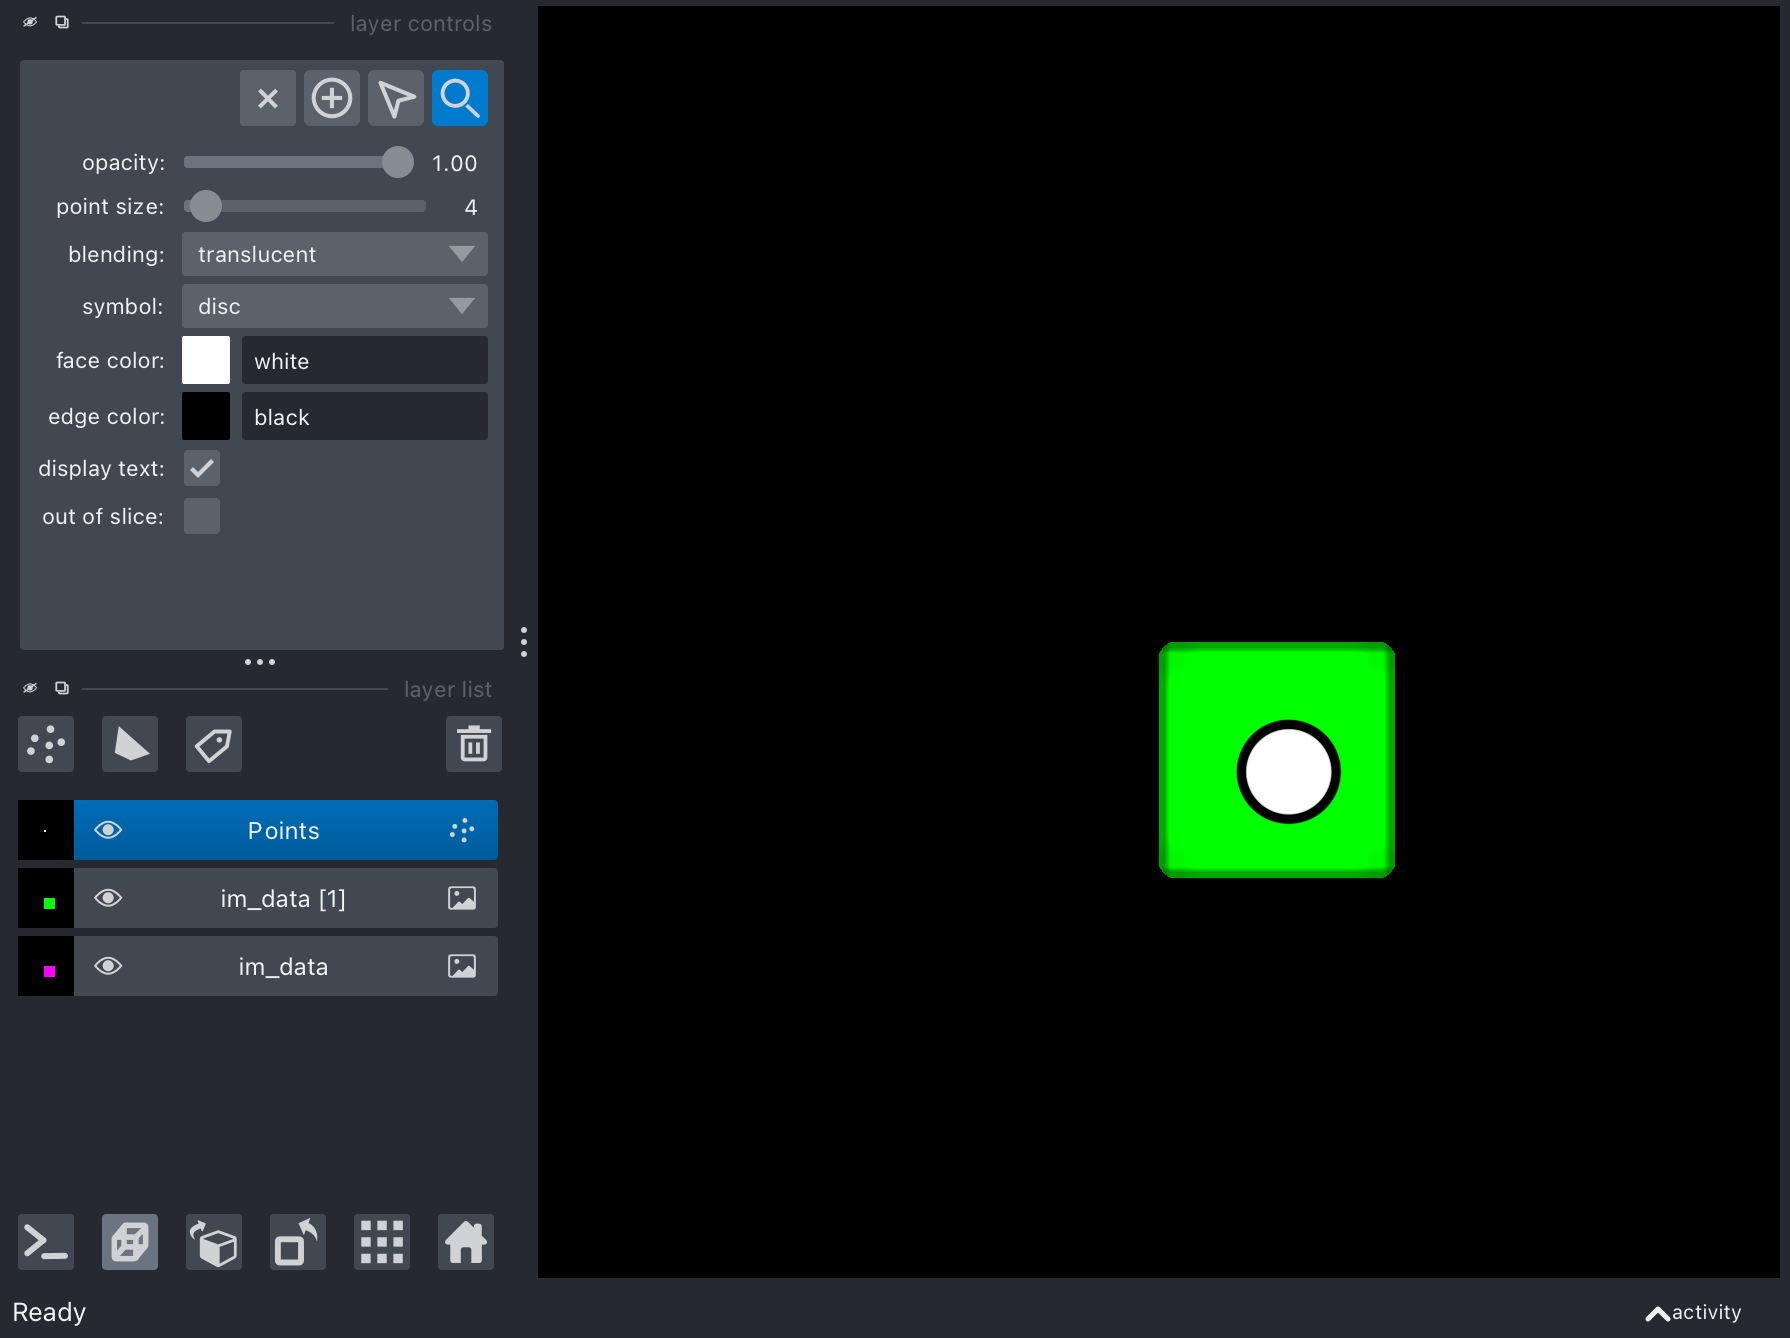 layer controls
opacity: 1.00
point size: 4
blending: translucent
symbol: disc
face color: white
edge color: black
display text:
out of slice:
layer list
Points
im_data [1]
im_data
Ready
activity